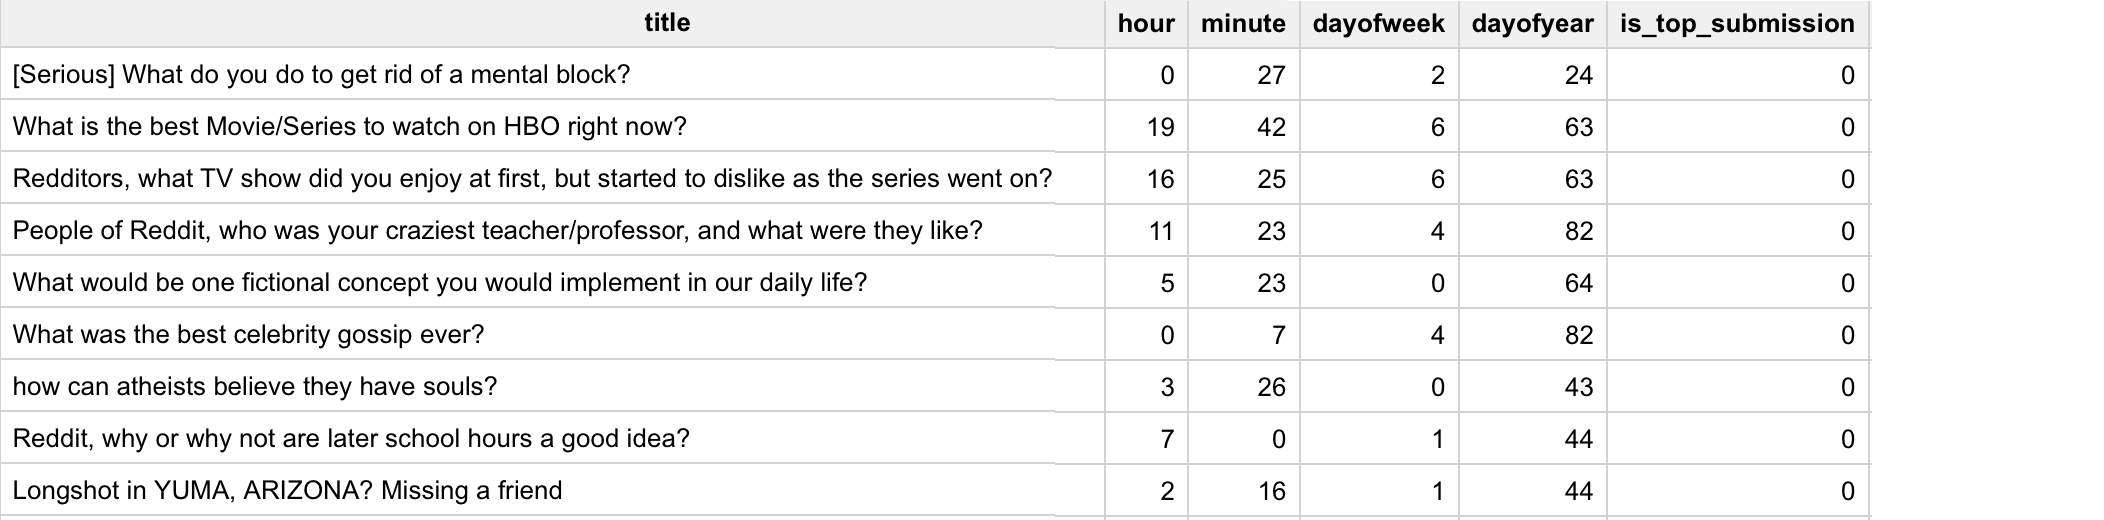 title hour minute dayofweek dayofyear is_top_submission
[Serious] What do you do to get rid of a mental block? 0 27 2 24 0
What is the best Movie/Series to watch on HBO right now? 19 42 6 63 0
Redditors, what TV show did you enjoy at first, but started to dislike as the series went on? 16 25 6 63 0
People of Reddit, who was your craziest teacher/professor, and what were they like? 11 23 4 82 0
What would be one fictional concept you would implement in our daily life? 5 23 0 64 0
What was the best celebrity gossip ever? 0 7 4 82 0
how can atheists believe they have souls? 3 26 0 43 0
Reddit, why or why not are later school hours a good idea? 7 0 1 44 0
Longshot in YUMA, ARIZONA? Missing a friend 2 16 1 44 0